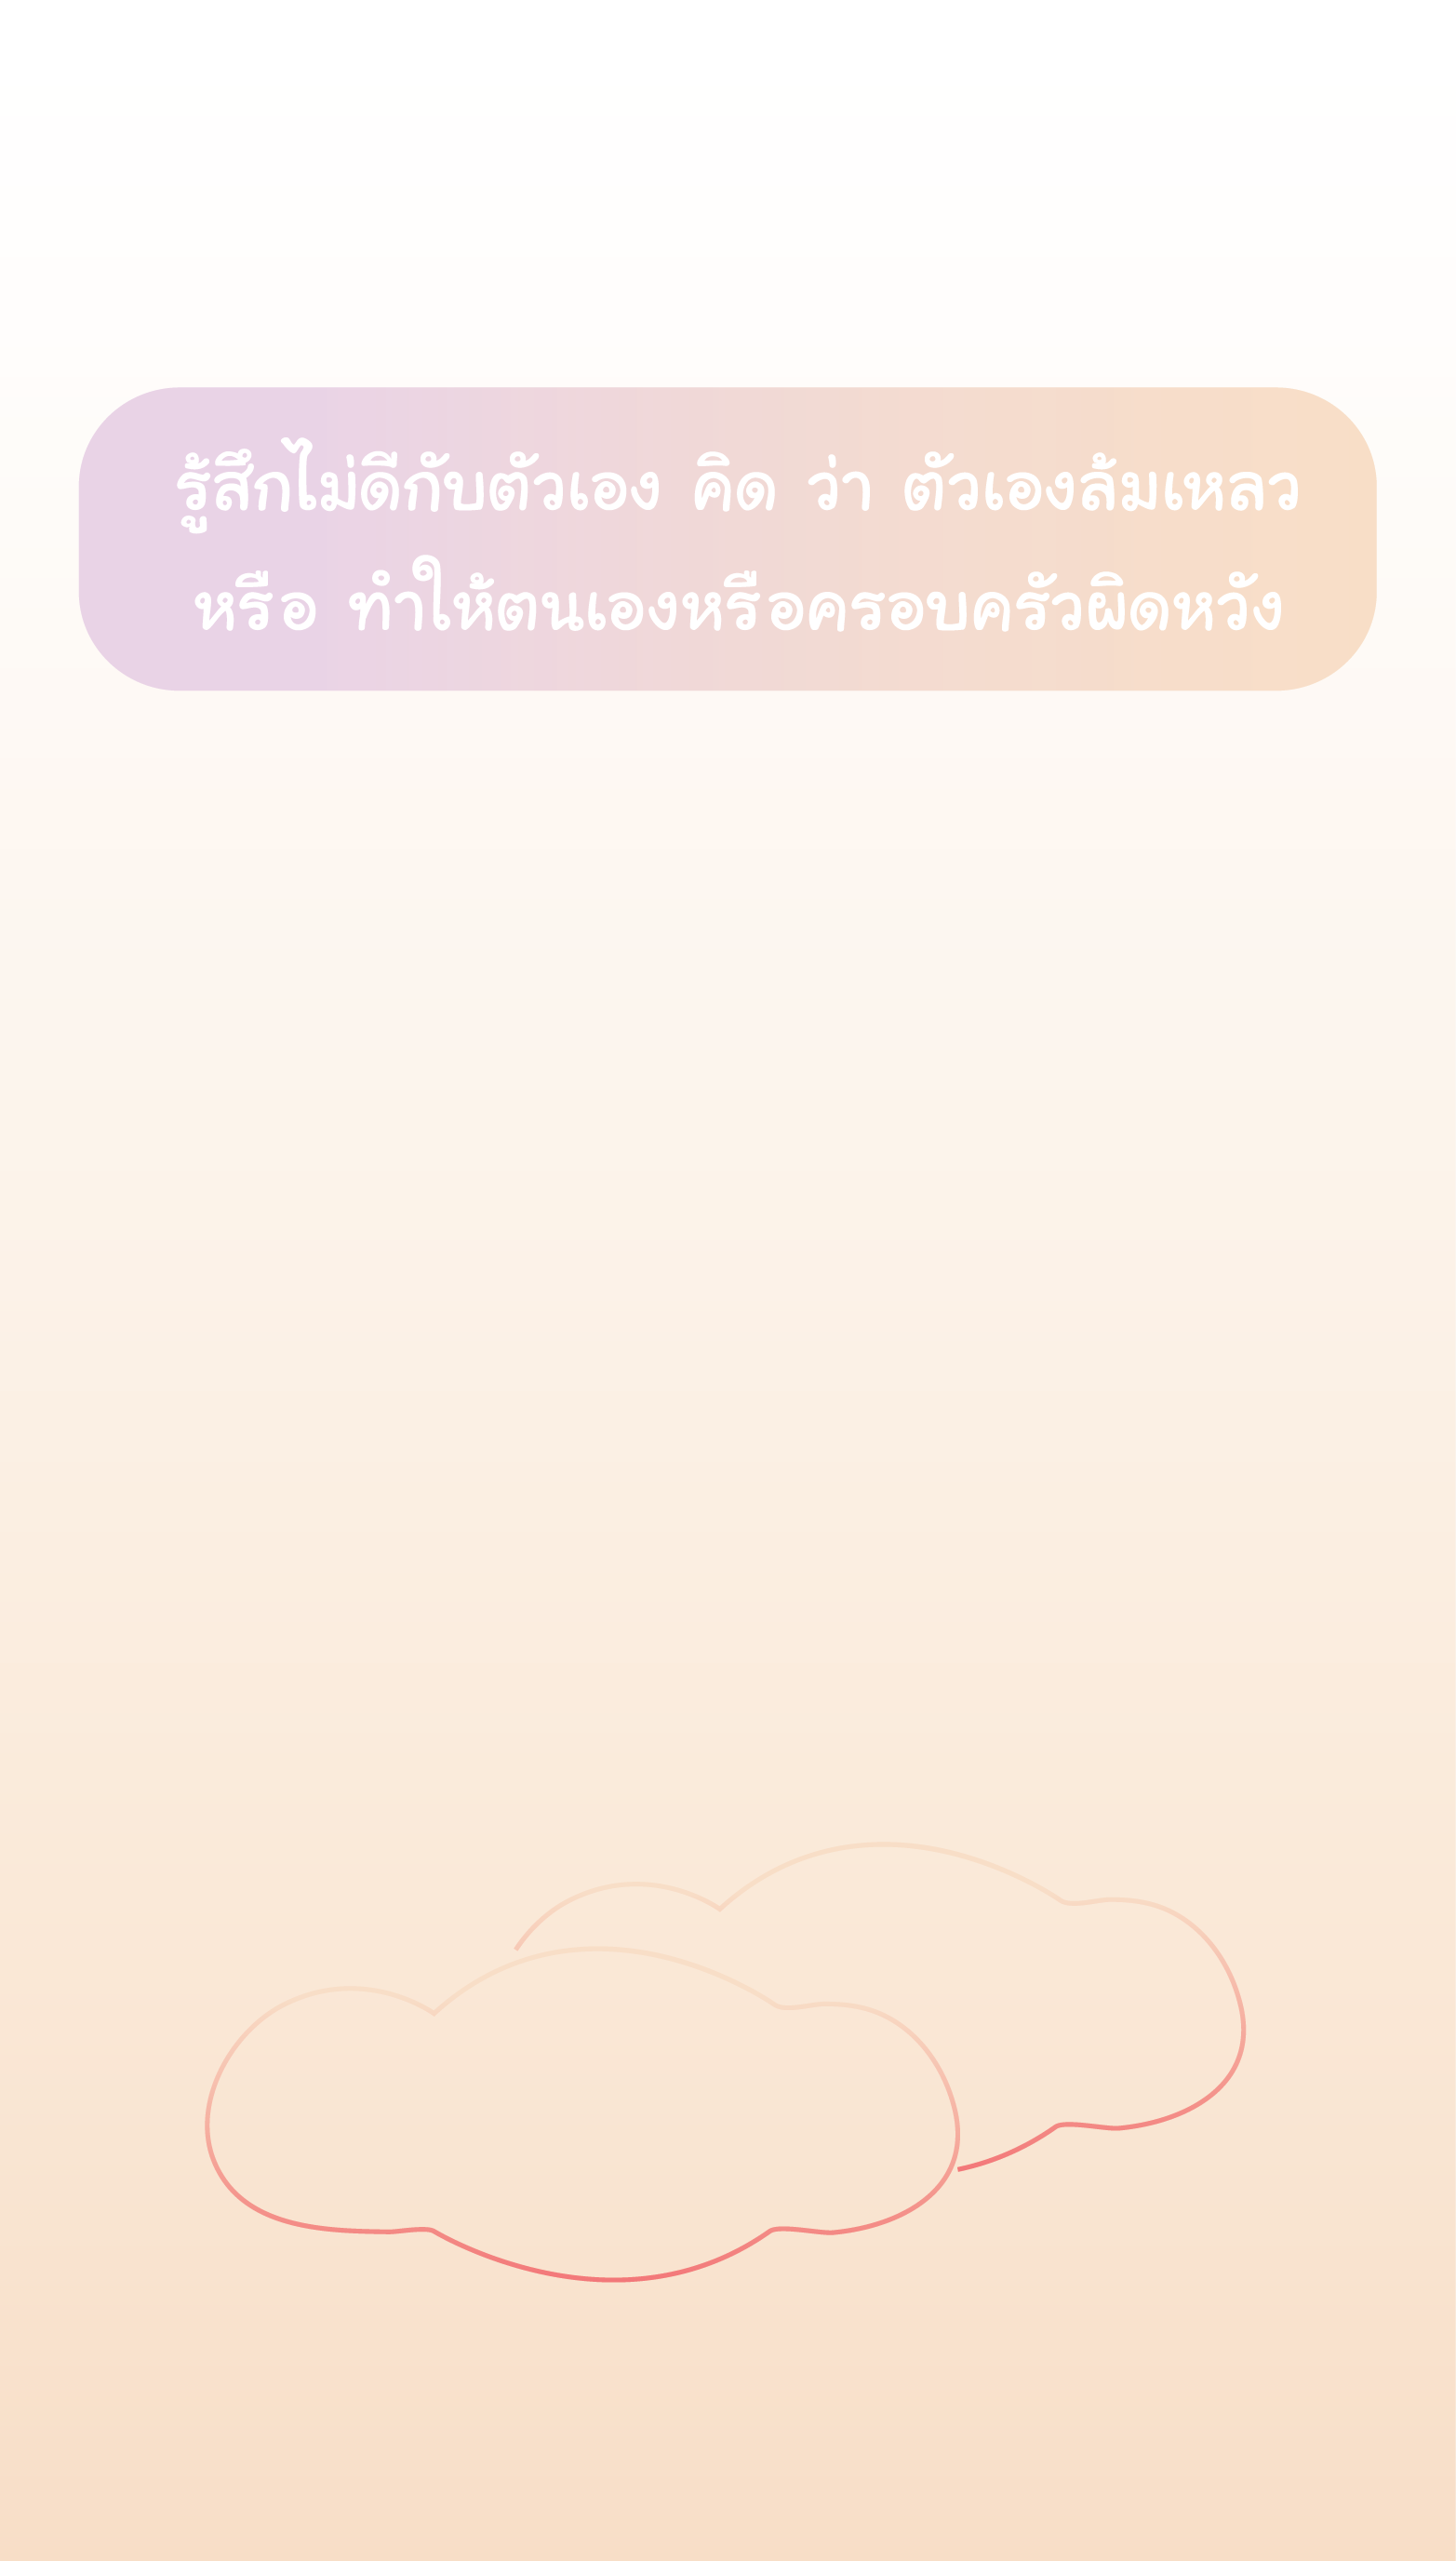 รู้สึกไม่ดีกับตัวเอง คิด ว่า ตัวเองล้มเหลว
หรือ ทำให้ตนเองหรือครอบครัวผิดหวัง